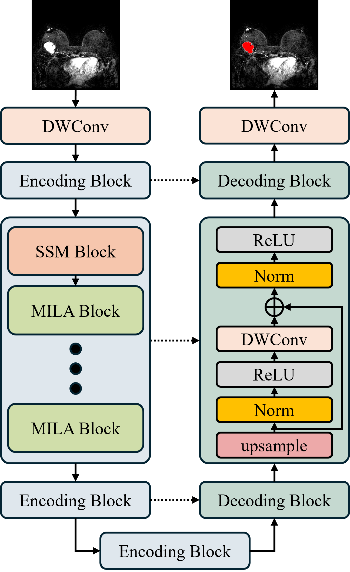 DWConv
Encoding Block
SSM Block
MILA Block
MILA Block
Encoding Block
Encoding Block
DWConv
Decoding Block
ReLU
Norm
DWConv
ReLU
Norm
upsample
Decoding Block